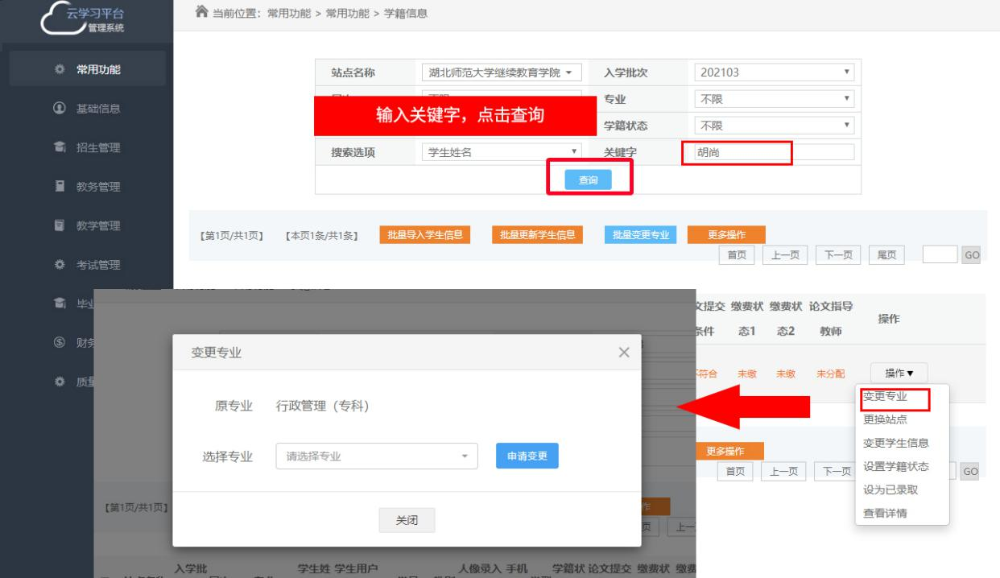 云学习平台
管理系统
当前位置：常用功能 > 常用功能 > 学籍信息
常用功能
基础信息
招生管理
教务管理
教学管理
考试管理
毕业
财务
质量
站点名称 湖北师范大学继续教育学院 入学批次 202103
专业 不限
输入关键字，点击查询
学籍状态 不限
搜索选项 学生姓名 关键字 胡尚
查询
【第1页/共1页】 【本页1条/共1条】 批量导入学生信息 批量更新学生信息 批量变更专业 更多操作
首页 上一页 下一页 尾页 GO
文提交 缴费状 缴费状 论文指导 操作
条件 态1 态2 教师
不符合 未缴 未缴 未分配 操作▼
变更专业
更换站点
变更学生信息
设置学籍状态
设为已录取
查看详情
更多操作
首页 上一页 下一页 GO
变更专业
原专业 行政管理（专科）
选择专业 请选择专业 申请变更
关闭
【第1页/共1页】 作
页 上一
入学批 学生姓 学生用户 人像录入 手机 学籍状 论文提交 缴费状 缴费